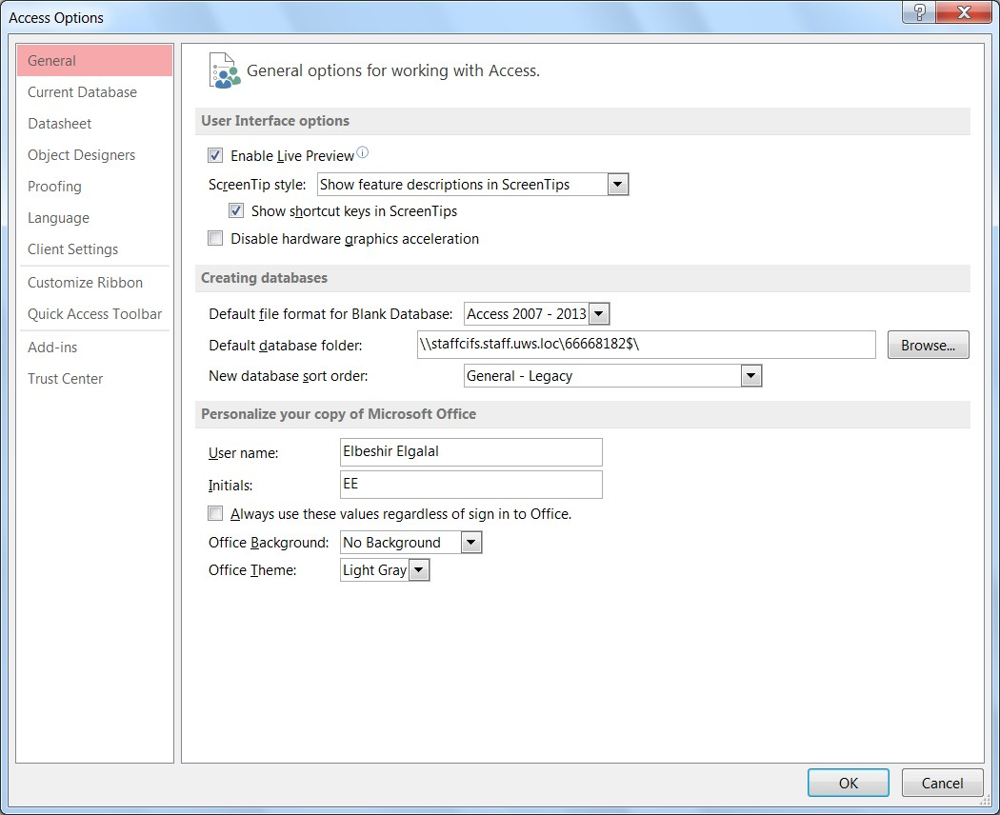 Access Options
General
Current Database
Datasheet
Object Designers
Proofing
Language
Client Settings
Customize Ribbon
Quick Access Toolbar
Add-ins
Trust Center
General options for working with Access.
User Interface options
Enable Live Preview
ScreenTip style: Show feature descriptions in ScreenTips
Show shortcut keys in ScreenTips
Disable hardware graphics acceleration
Creating databases
Default file format for Blank Database: Access 2007 - 2013
Default database folder: \\staffcifs.staff.uws.loc\66668182$\ Browse...
New database sort order: General - Legacy
Personalize your copy of Microsoft Office
User name: Elbeshir Elgalal
Initials: EE
Always use these values regardless of sign in to Office.
Office Background: No Background
Office Theme: Light Gray
OK Cancel